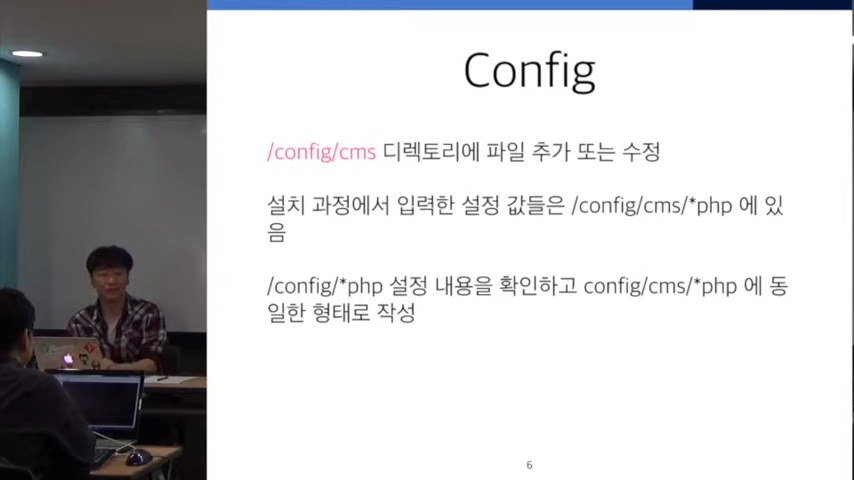 Config
/config/cms 디렉토리에 파일 추가 또는 수정
설치 과정에서 입력한 설정 값들은 /config/cms/*php 에 있
음
/config/*php 설정 내용을 확인하고 config/cms/*php 에 동
일한 형태로 작성
6